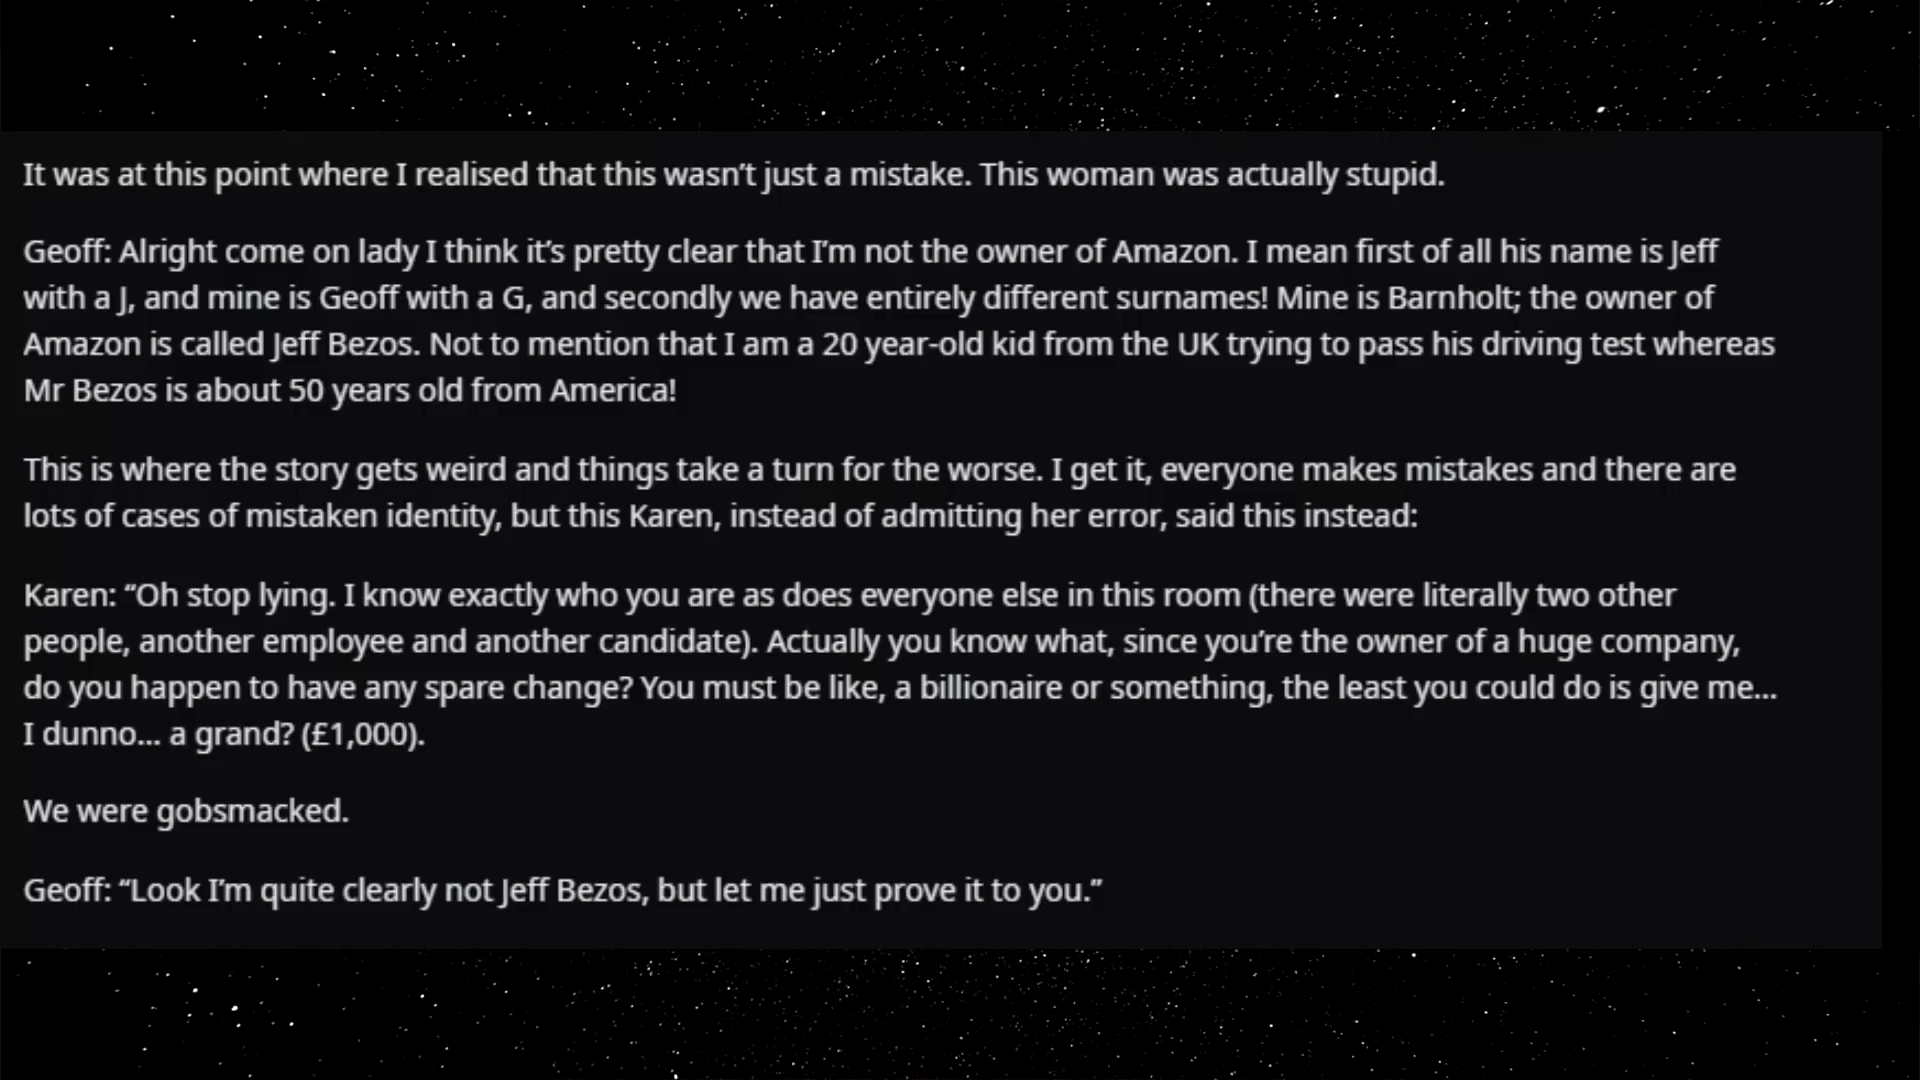 It was at this point where I realised that this wasn’t just a mistake. This woman was actually stupid.
Geoff: Alright come on lady I think it’s pretty clear that I’m not the owner of Amazon. I mean first of all his name is Jeff
with a J, and mine is Geoff with a G, and secondly we have entirely different surnames! Mine is Barnholt; the owner of
Amazon is called Jeff Bezos. Not to mention that I am a 20 year-old kid from the UK trying to pass his driving test whereas
Mr Bezos is about 50 years old from America!
This is where the story gets weird and things take a turn for the worse. I get it, everyone makes mistakes and there are
lots of cases of mistaken identity, but this Karen, instead of admitting her error, said this instead:
Karen: “Oh stop lying. I know exactly who you are as does everyone else in this room (there were literally two other
people, another employee and another candidate). Actually you know what, since you’re the owner of a huge company,
do you happen to have any spare change? You must be like, a billionaire or something, the least you could do is give me...
I dunno... a grand? (£1,000).
We were gobsmacked.
Geoff: “Look I’m quite clearly not Jeff Bezos, but let me just prove it to you.”